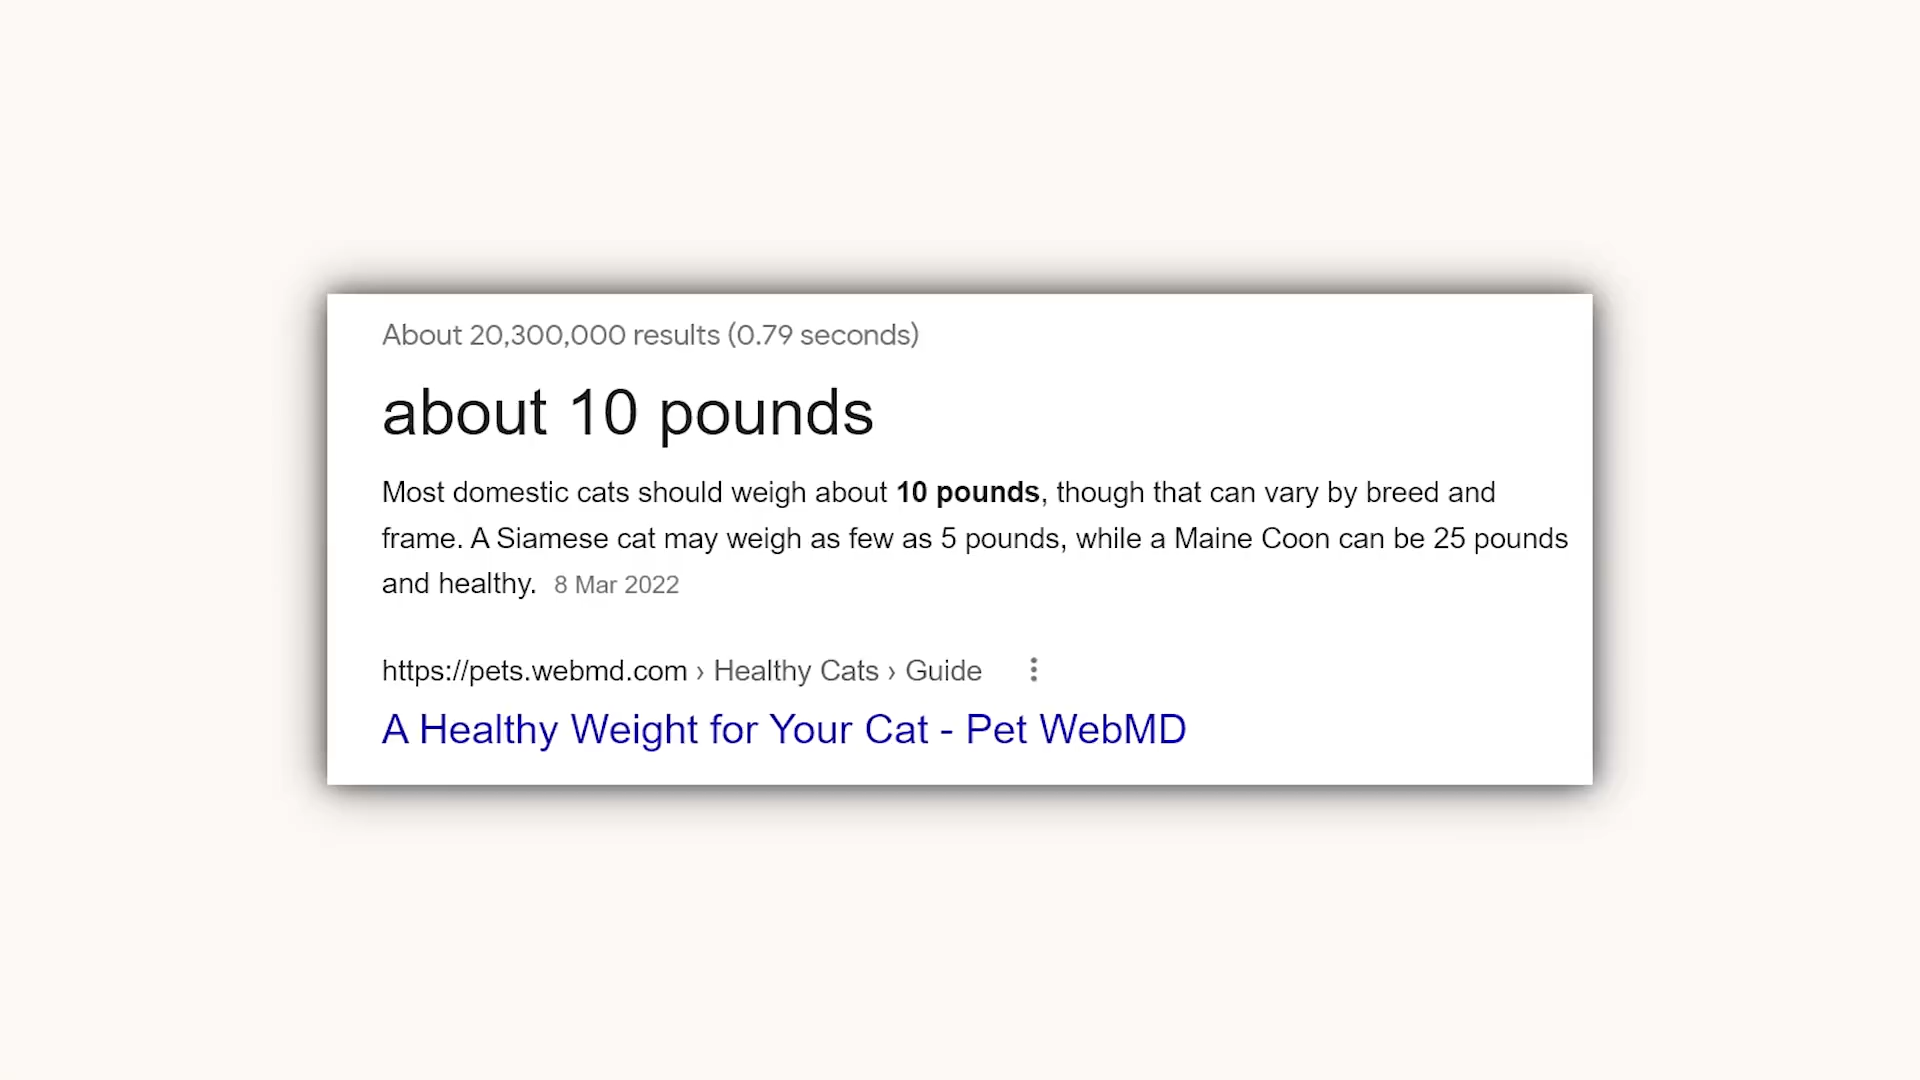 About 20,300,000 results (0.79 seconds)
about 10 pounds
Most domestic cats should weigh about 10 pounds, though that can vary by breed and
frame. A Siamese cat may weigh as few as 5 pounds, while a Maine Coon can be 25 pounds
and healthy. 8 Mar 2022
https://pets.webmd.com › Healthy Cats › Guide
A Healthy Weight for Your Cat - Pet WebMD